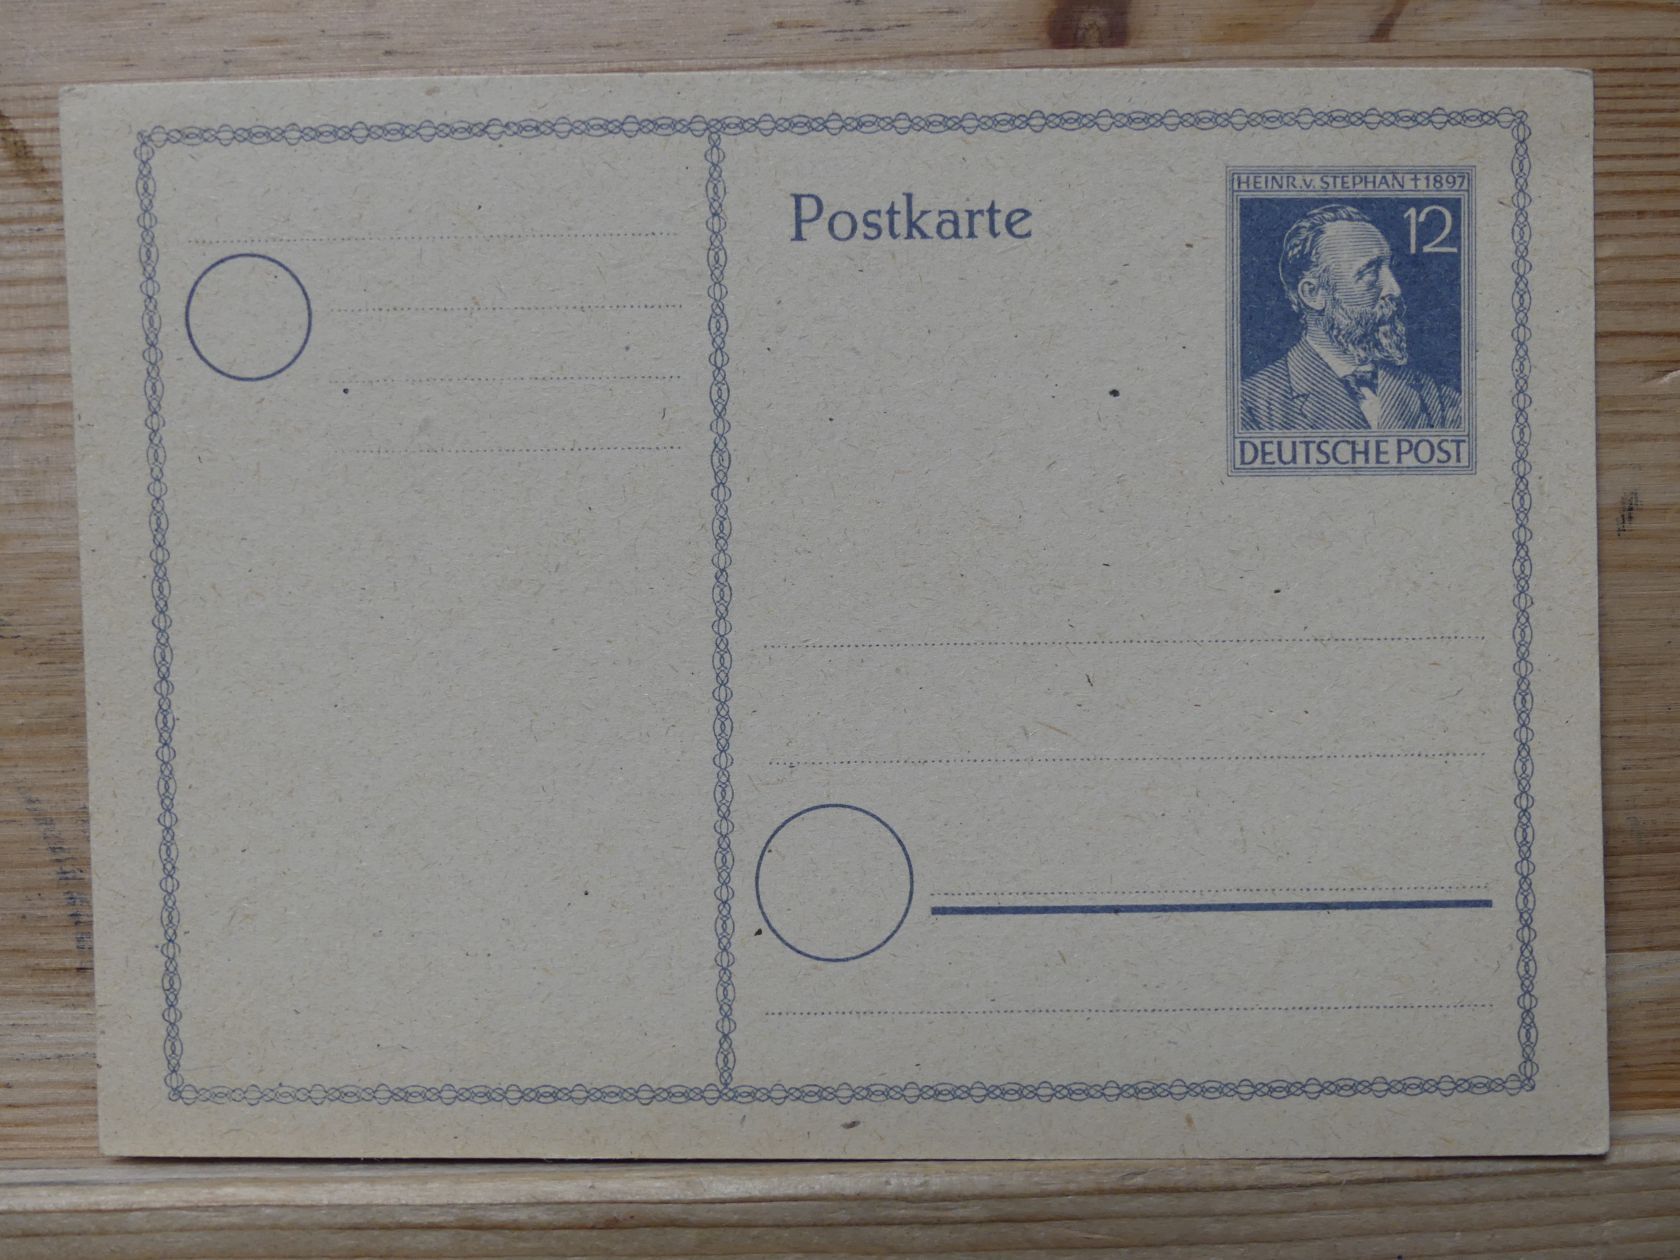 Postkarte
HEINR. v. STEPHAN † 1897
12
DEUTSCHE POST